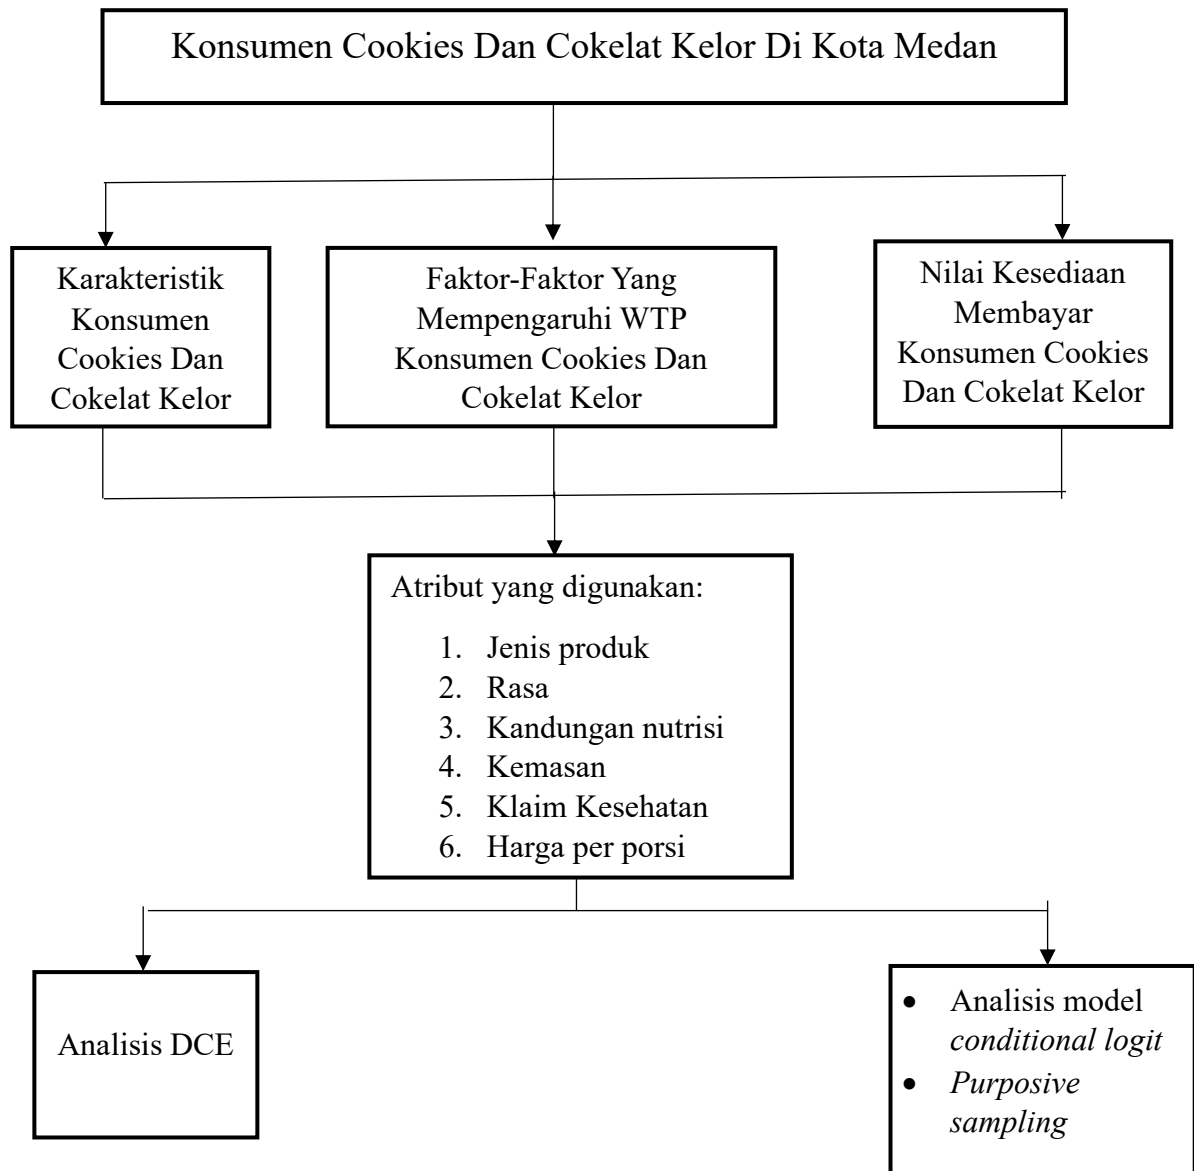 Konsumen Cookies Dan Cokelat Kelor Di Kota Medan
Karakteristik
Konsumen
Cookies Dan
Cokelat Kelor
Faktor-Faktor Yang
Mempengaruhi WTP
Konsumen Cookies Dan
Cokelat Kelor
Nilai Kesediaan
Membayar
Konsumen Cookies
Dan Cokelat Kelor
Atribut yang digunakan:
1. Jenis produk
2. Rasa
3. Kandungan nutrisi
4. Kemasan
5. Klaim Kesehatan
6. Harga per porsi
Analisis DCE
• Analisis model
conditional logit
• Purposive
sampling